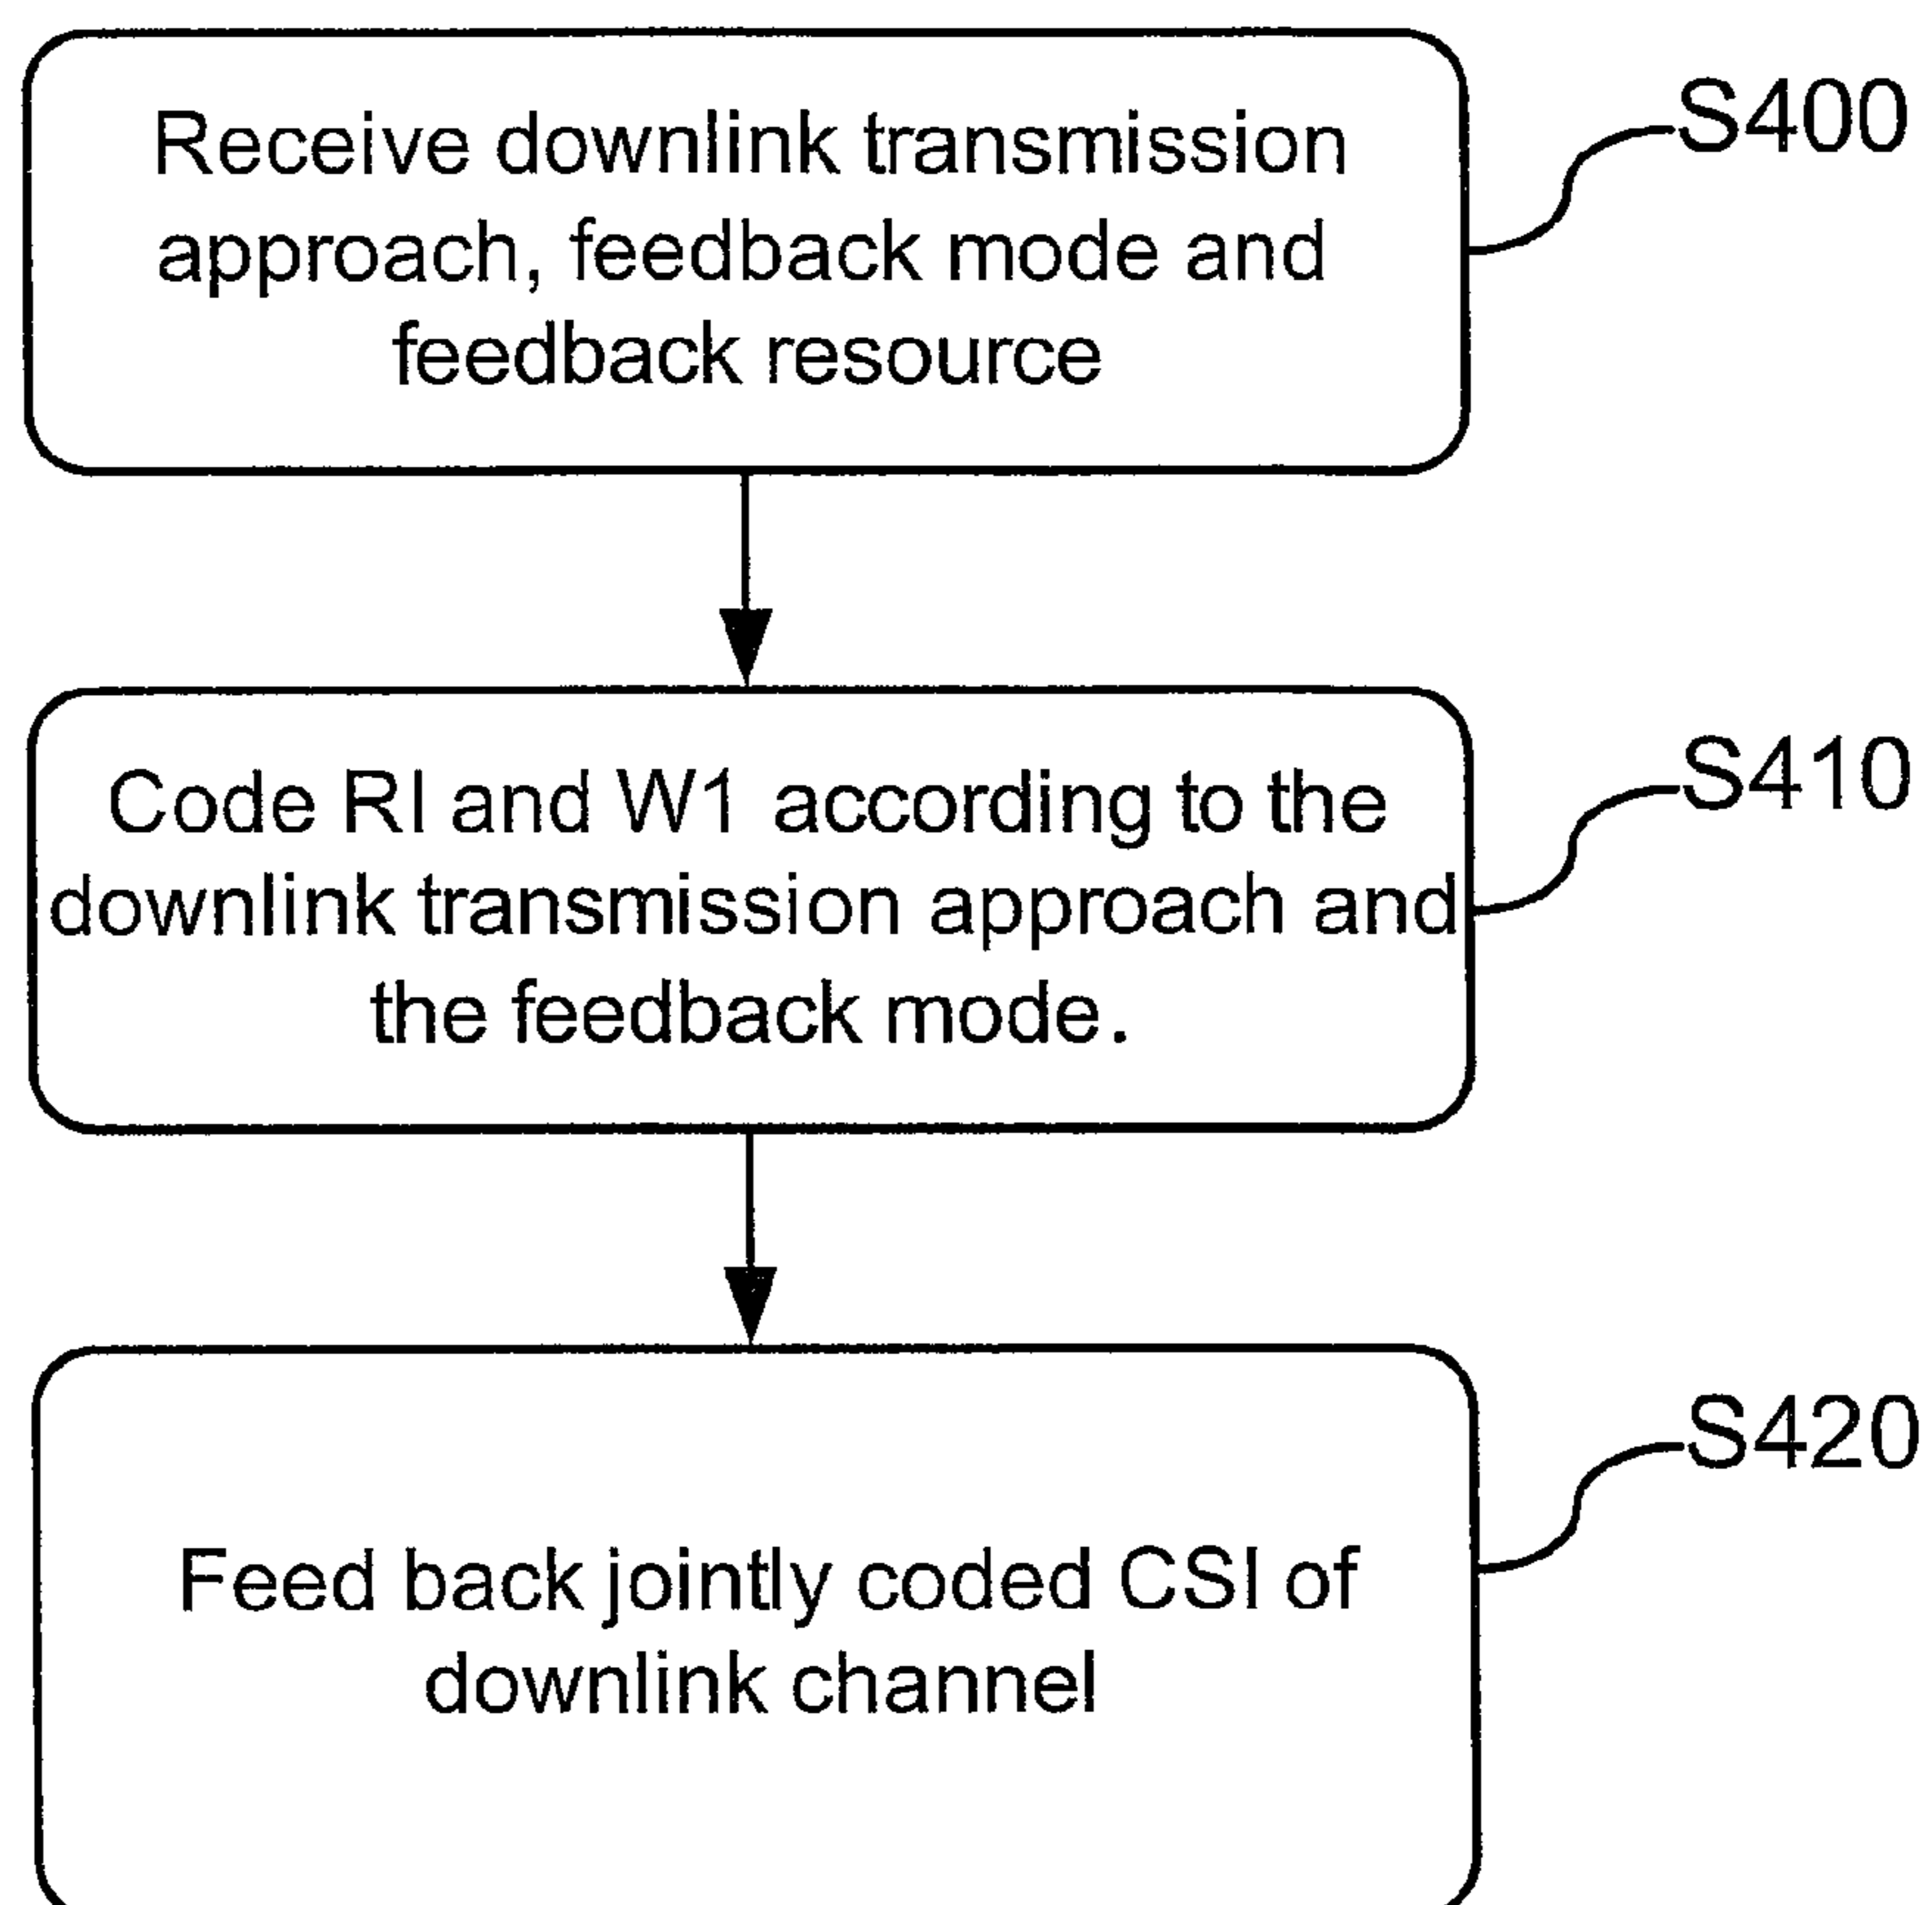 Receive downlink transmission
approach, feedback mode and
feedback resource
S400
Code RI and W1 according to the
downlink transmission approach and
the feedback mode.
S410
Feed back jointly coded CSI of
downlink channel
S420